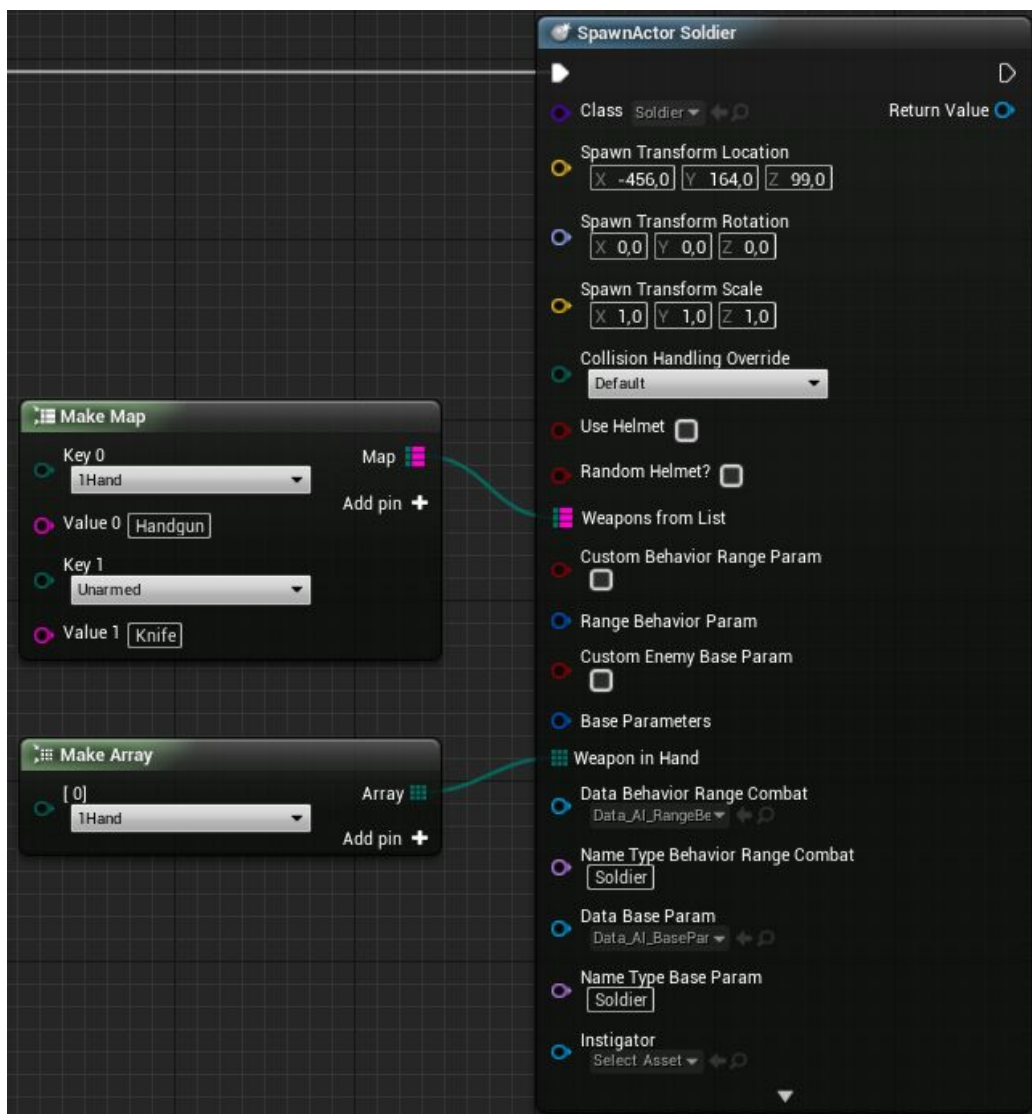 SpawnActor Soldier
Class Soldier
Return Value
Spawn Transform Location
X -456,0 Y 164,0 Z 99,0
Spawn Transform Rotation
X 0,0 Y 0,0 Z 0,0
Spawn Transform Scale
X 1,0 Y 1,0 Z 1,0
Collision Handling Override
Default
Use Helmet
Random Helmet?
Weapons from List
Custom Behavior Range Param
Range Behavior Param
Custom Enemy Base Param
Base Parameters
Weapon in Hand
Data Behavior Range Combat
Data_AI_RangeBe
Name Type Behavior Range Combat
Soldier
Data Base Param
Data_AI_BasePar
Name Type Base Param
Soldier
Instigator
Select Asset
Make Map
Key 0
1Hand
Map
Add pin +
Value 0 Handgun
Key 1
Unarmed
Value 1 Knife
Make Array
[0]
1Hand
Array
Add pin +